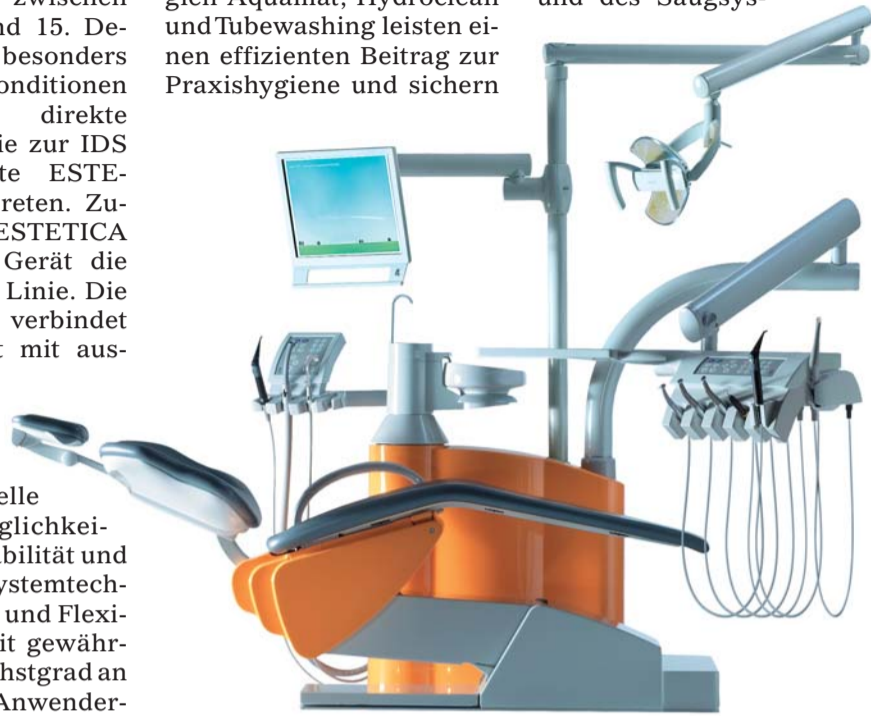 zwischen
nd 15. De-
besonders
onditionen
direkte
ie zur IDS
te ESTE-
reten. Zu-
ESTETICA
Gerät die
Linie. Die
verbindet
t mit aus-
elle
glichkei-
abilität und
ystemtech-
und Flexi-
it gewähr-
chstgrad an
Anwender-
gien Aquamat, Hydroclean
und Tubewashing leisten ei-
nen effizienten Beitrag zur
Praxishygiene und sichern
und des Saugsys-